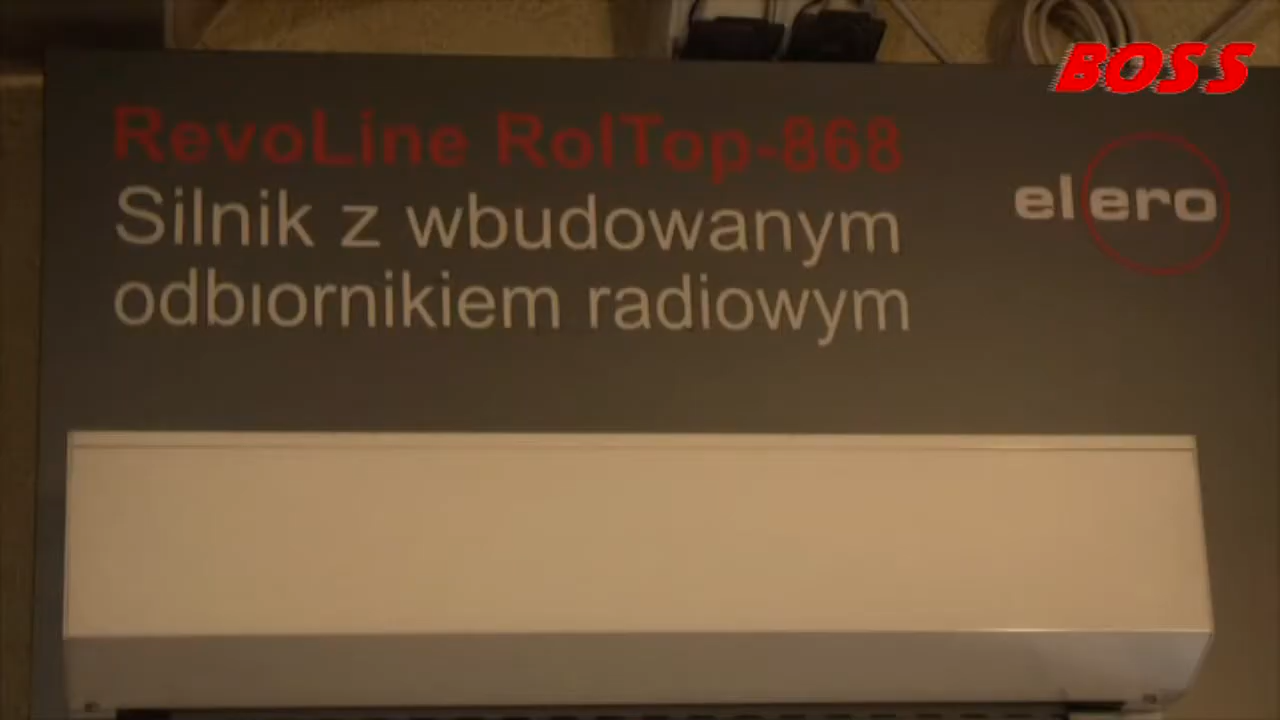 BOSS
RevoLine RolTop-868
elero
Silnik z wbudowanym
odbiornikiem radiowym